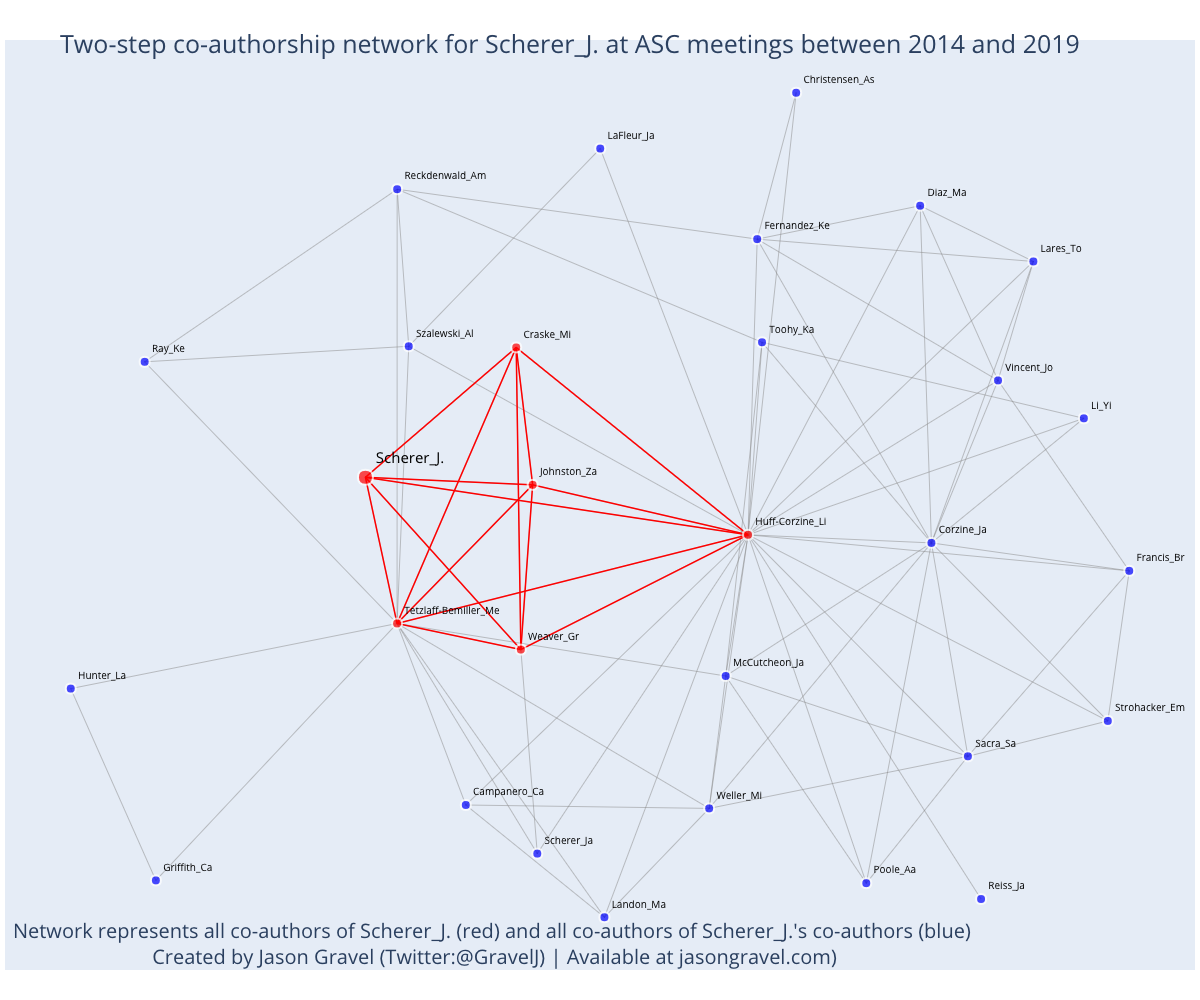 Two-step co-authorship network for Scherer_J. at ASC meetings between 2014 and 2019
Christensen_As
LaFleur_Ja
Reckdenwald_Am
Diaz_Ma
Fernandez_Ke
Lares_To
Toohy_Ka
Szalewski_Al
Craske_Mi
Ray_Ke
Vincent_Jo
Li_Yi
Scherer_J.
Johnston_Za
Huff-Corzine_Li
Corzine_Ja
Francis_Br
Tetzlaff-Bemiller_Me
Weaver_Gr
McCutcheon_Ja
Hunter_La
Strohacker_Em
Sacra_Sa
Campanero_Ca
Weller_Mi
Scherer_Ja
Griffith_Ca
Poole_Aa
Reiss_Ja
Landon_Ma
Network represents all co-authors of Scherer_J. (red) and all co-authors of Scherer_J.'s co-authors (blue)
Created by Jason Gravel (Twitter:@GravelJ) | Available at jasongravel.com)